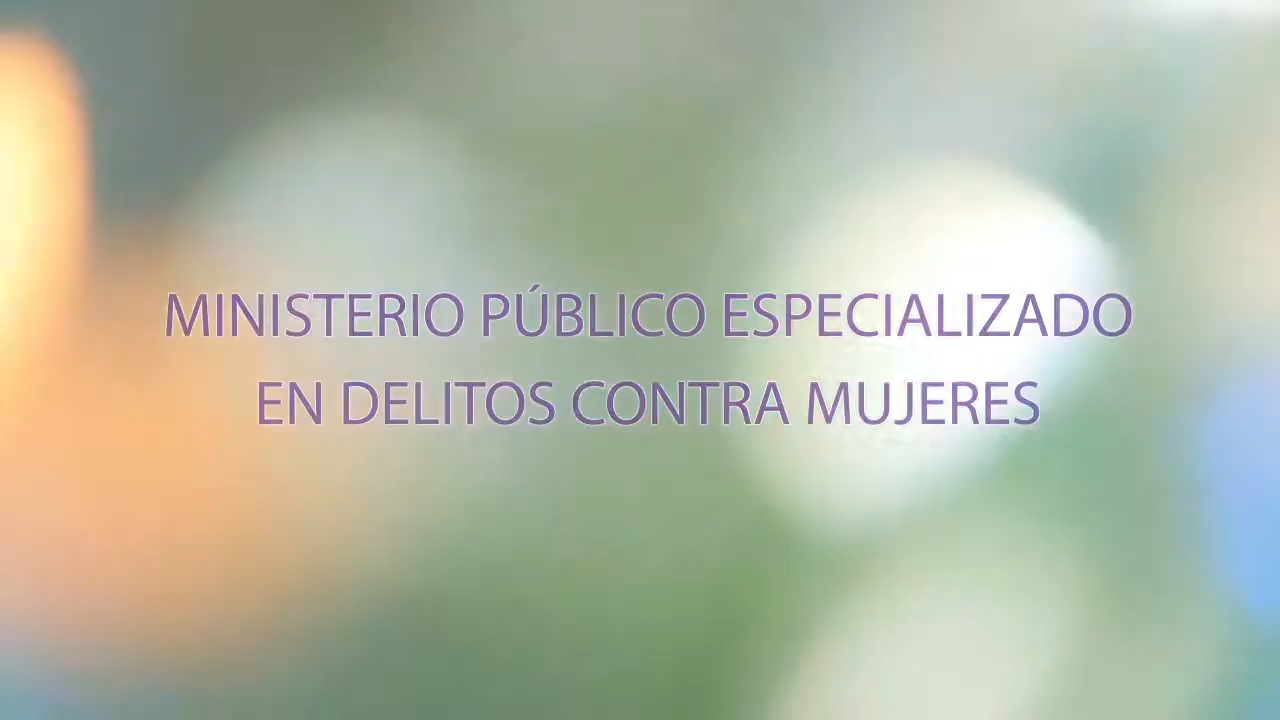 MINISTERIO PÚBLICO ESPECIALIZADO
EN DELITOS CONTRA MUJERES